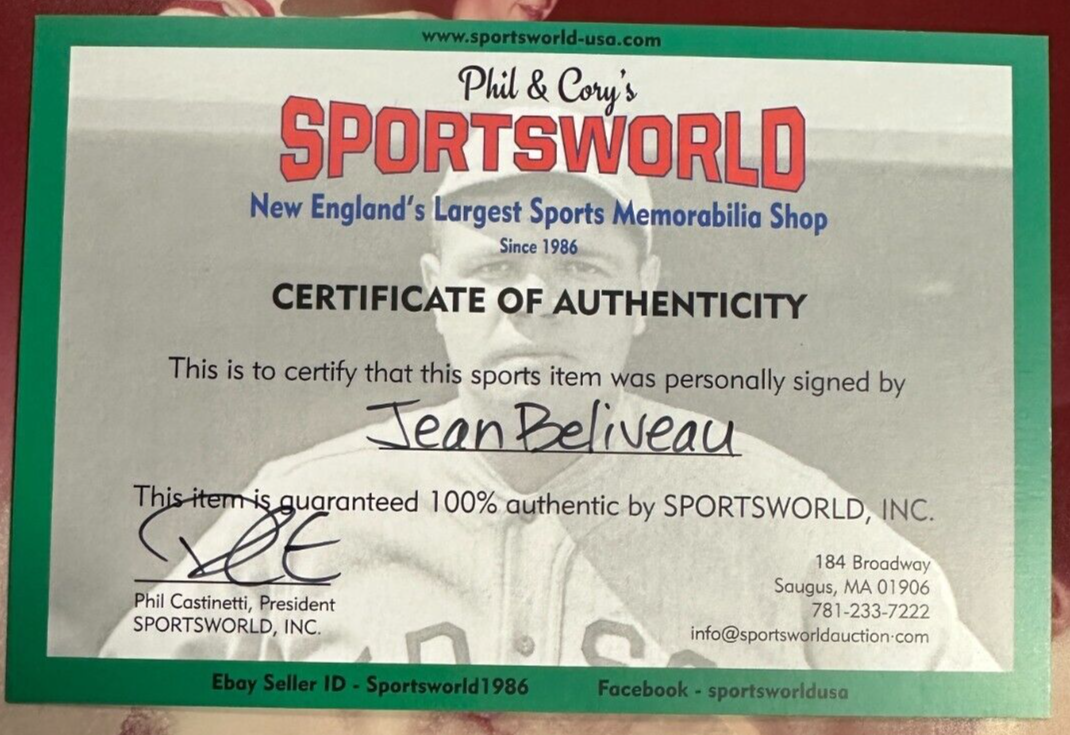 www.sportsworld-usa.com
Phil & Cory's
SPORTSWORLD
New England's Largest Sports Memorabilia Shop
Since 1986
CERTIFICATE OF AUTHENTICITY
This is to certify that this sports item was personally signed by
Jean Beliveau
This item is guaranteed 100% authentic by SPORTSWORLD, INC.
Phil Castinetti, President
SPORTSWORLD, INC.
184 Broadway
Saugus, MA 01906
781-233-7222
info@sportsworldauction.com
Ebay Seller ID - Sportsworld1986
Facebook - sportsworldusa